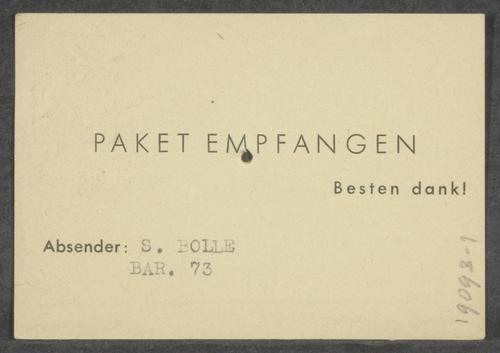 PAKET EMPFANGEN
Besten dank!
Absender: S. BOLLE
BAR. 73
19093-1